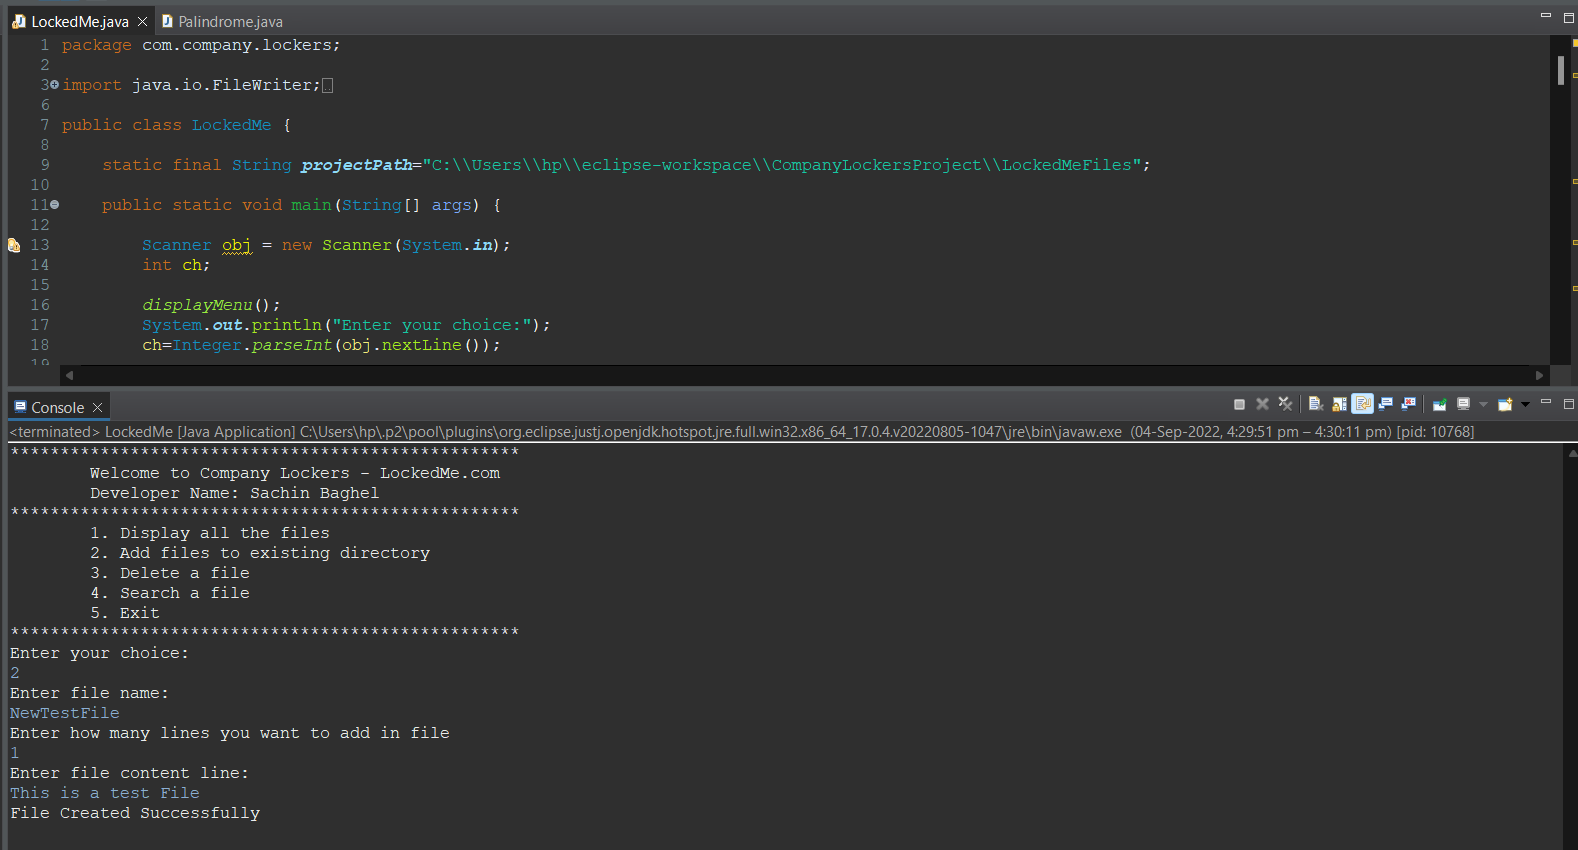 LockedMe.java Palindrome.java
1 package com.company.lockers;
2
3 import java.io.FileWriter;
6
7 public class LockedMe {
8
9 static final String projectPath="C:\\Users\\hp\\eclipse-workspace\\CompanyLockersProject\\LockedMeFiles";
10
11 public static void main(String[] args) {
12
13 Scanner obj = new Scanner(System.in);
14 int ch;
15
16 displayMenu();
17 System.out.println("Enter your choice:");
18 ch=Integer.parseInt(obj.nextLine());
19
Console
<terminated> LockedMe [Java Application] C:\Users\hp\.p2\pool\plugins\org.eclipse.justj.openjdk.hotspot.jre.full.win32.x86_64_17.0.4.v20220805-1047\jre\bin\javaw.exe (04-Sep-2022, 4:29:51 pm – 4:30:11 pm) [pid: 10768]
***************************************************
Welcome to Company Lockers - LockedMe.com
Developer Name: Sachin Baghel
***************************************************
1. Display all the files
2. Add files to existing directory
3. Delete a file
4. Search a file
5. Exit
***************************************************
Enter your choice:
2
Enter file name:
NewTestFile
Enter how many lines you want to add in file
1
Enter file content line:
This is a test File
File Created Successfully